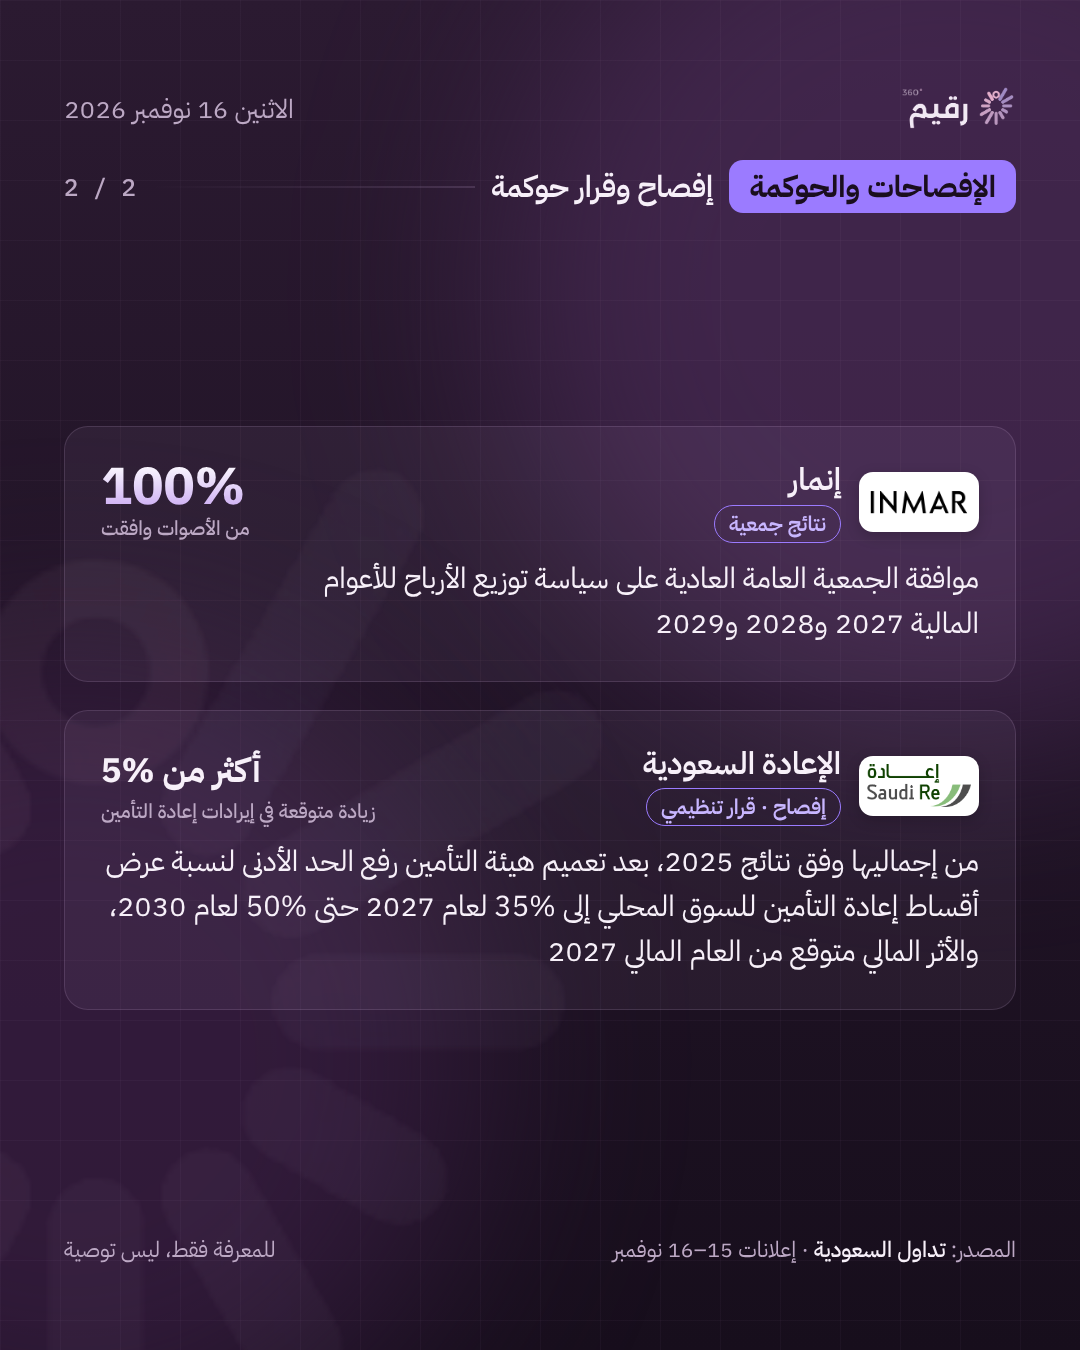 رقيم 360°
الاثنين 16 نوفمبر 2026
الإفصاحات والحوكمة إفصاح وقرار حوكمة 2 / 2
INMAR
إنمار
نتائج جمعية
100%
من الأصوات وافقت
موافقة الجمعية العامة العادية على سياسة توزيع الأرباح للأعوام
المالية 2027 و2028 و2029
إعـــادة
Saudi Re
الإعادة السعودية
إفصاح · قرار تنظيمي
أكثر من 5%
زيادة متوقعة في إيرادات إعادة التأمين
من إجماليها وفق نتائج 2025، بعد تعميم هيئة التأمين رفع الحد الأدنى لنسبة عرض
أقساط إعادة التأمين للسوق المحلي إلى 35% لعام 2027 حتى 50% لعام 2030،
والأثر المالي متوقع من العام المالي 2027
المصدر: تداول السعودية · إعلانات 15–16 نوفمبر
للمعرفة فقط، ليس توصية